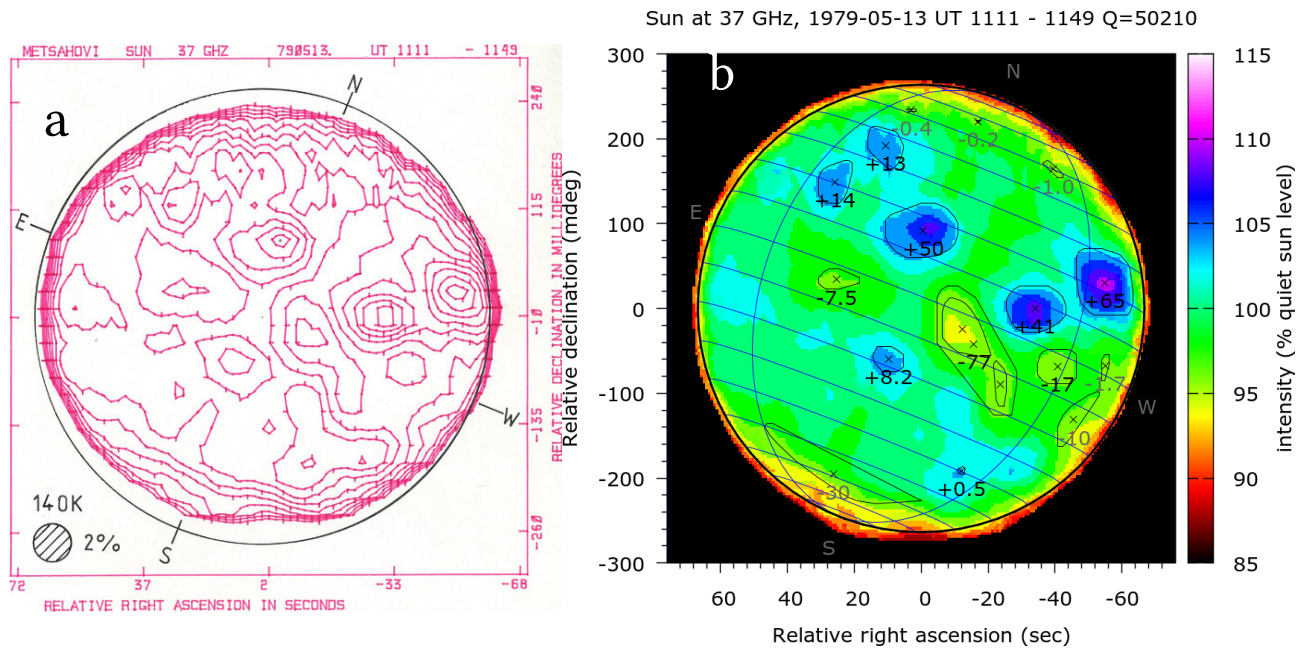 Sun at 37 GHz, 1979-05-13 UT 1111 - 1149 Q=50210
METSAHOVI SUN 37 GHZ 790513. UT 1111 - 1149
a
N
E
W
S
140K
2%
240
115
-10
-135
-260
RELATIVE DECLINATION IN MILLIDEGREES
72 37 2 -33 -68
RELATIVE RIGHT ASCENSION IN SECONDS
b
N
E
W
S
300
200
100
0
-100
-200
-300
Relative declination (mdeg)
-0.4
-0.2
+13
-1.0
+14
+50
-7.5
+65
+41
-77
+8.2
-17
-1.7
-10
-30
+0.5
60 40 20 0 -20 -40 -60
Relative right ascension (sec)
115
110
105
100
95
90
85
intensity (% quiet sun level)